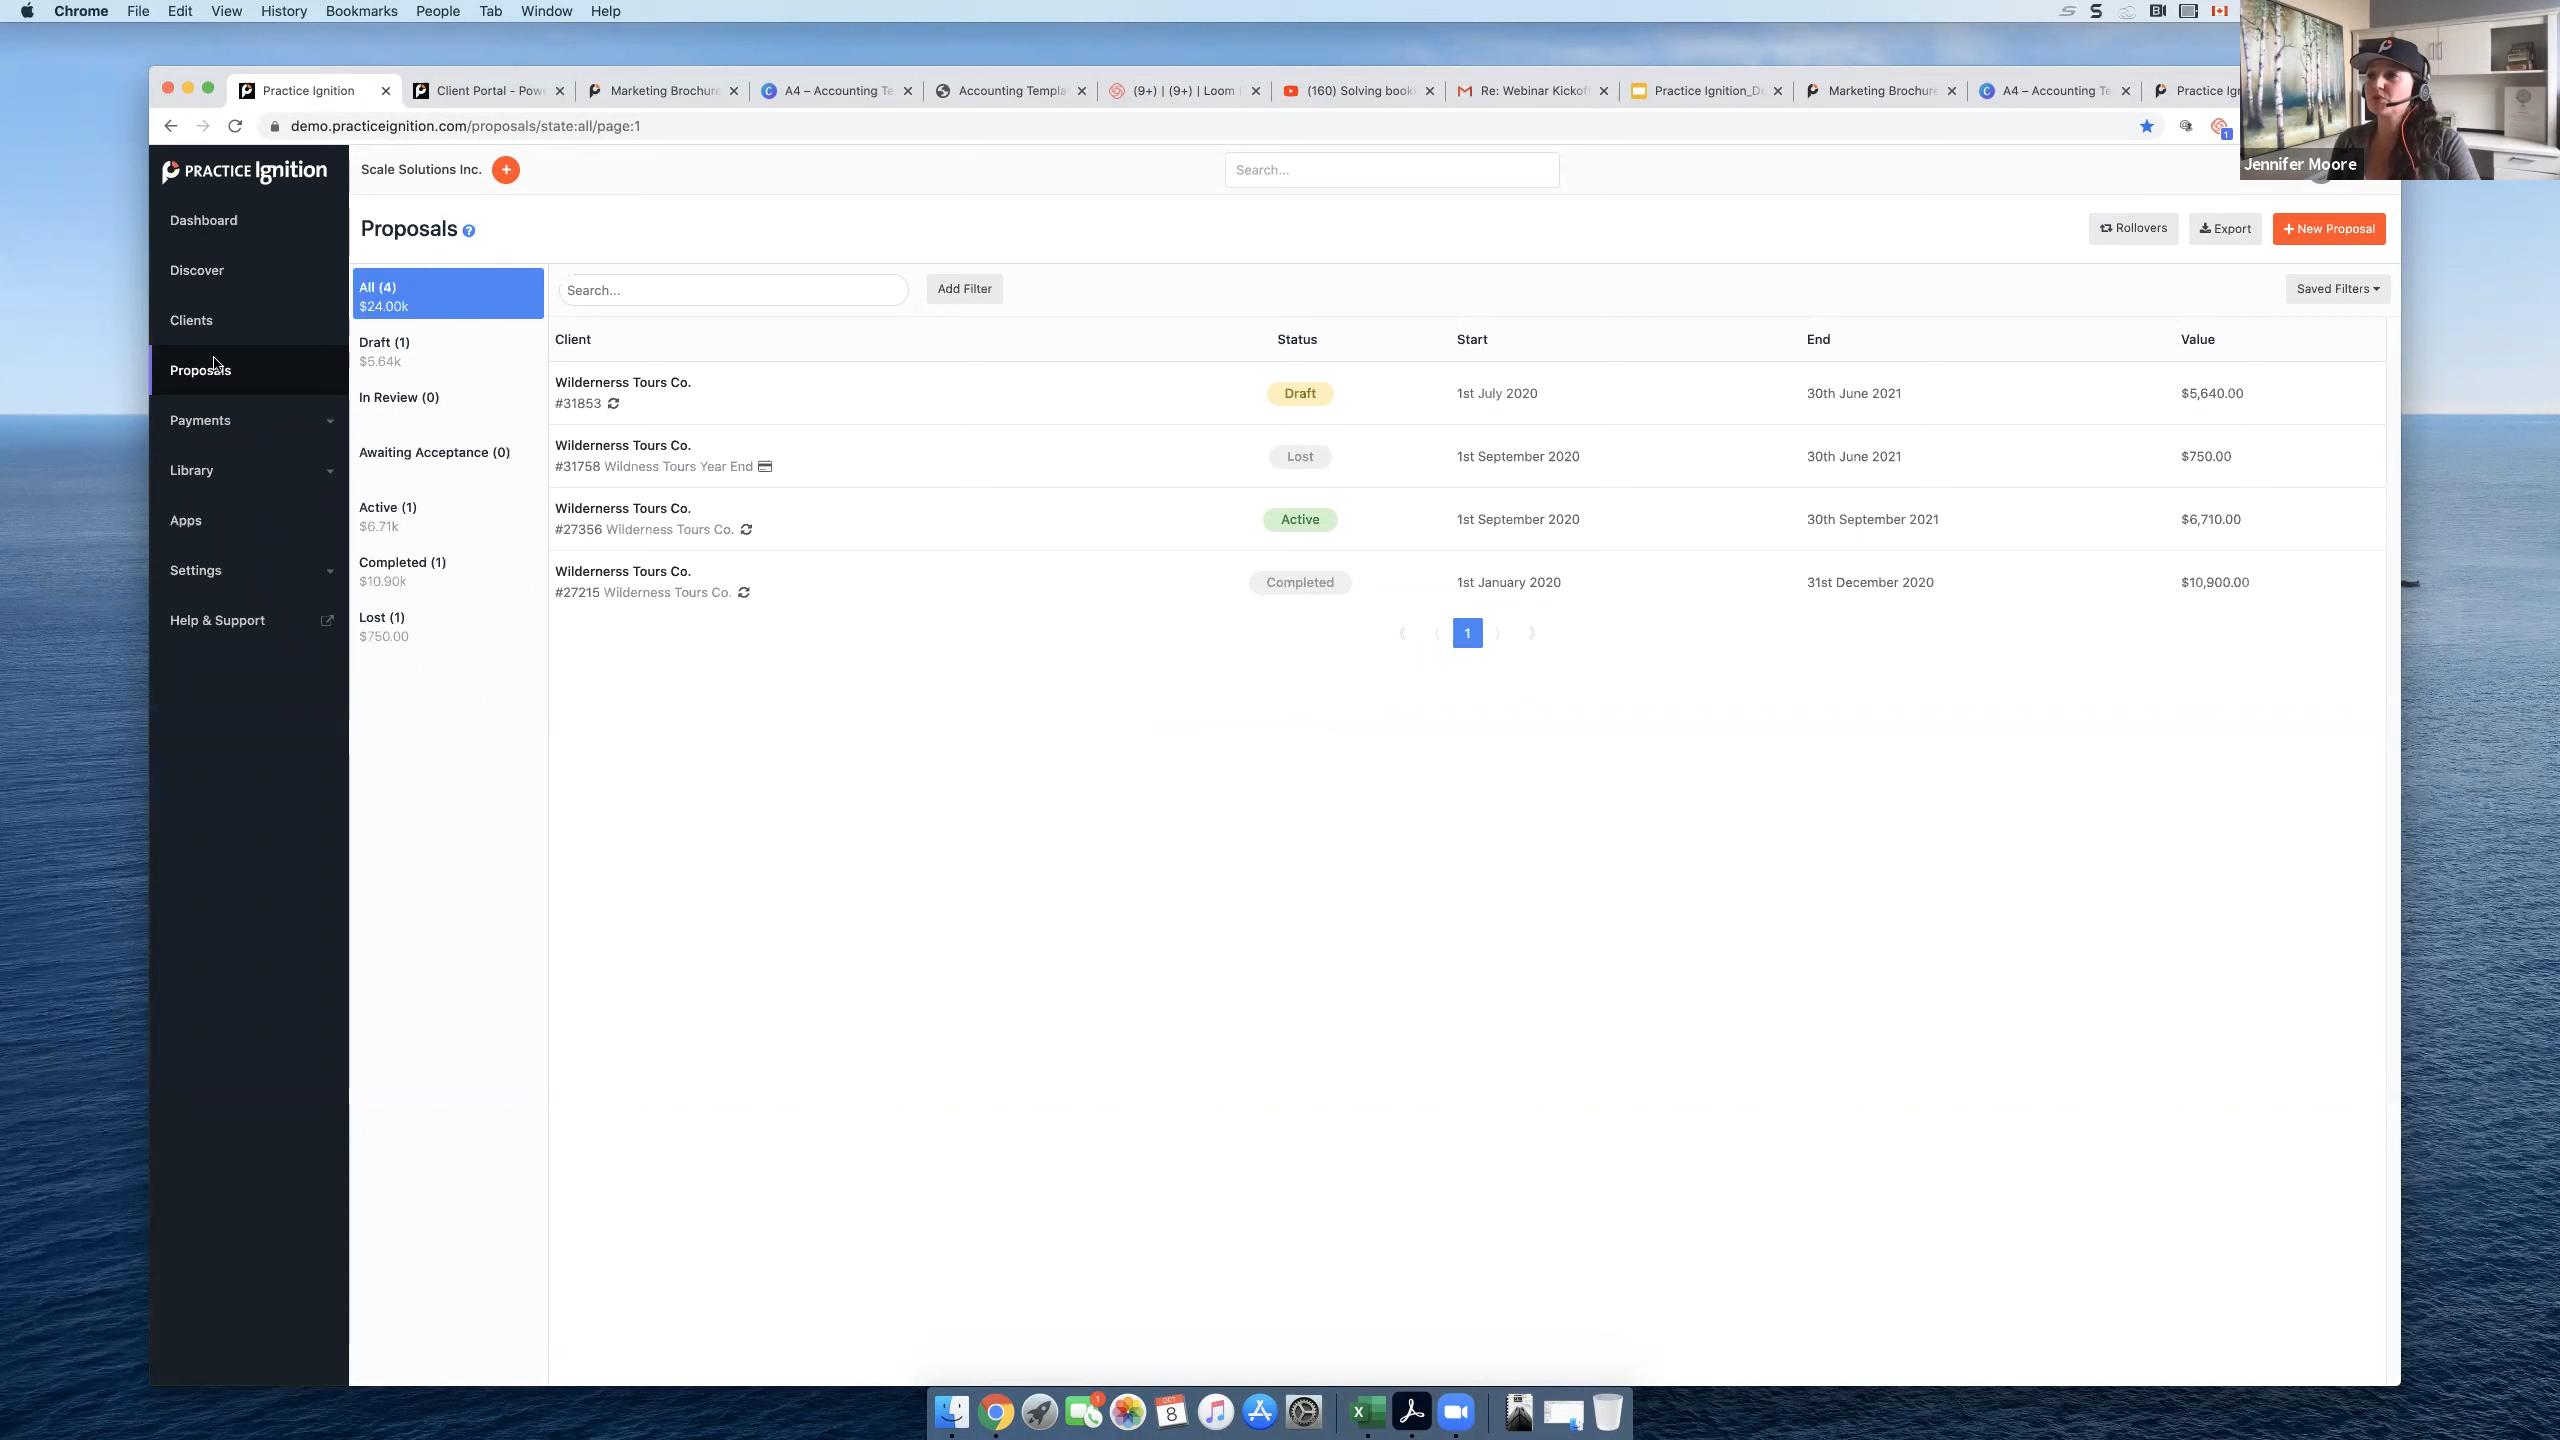 Chrome File Edit View History Bookmarks People Tab Window Help
Practice Ignition
Client Portal - Pow
Marketing Brochure
A4 – Accounting Te
Accounting Templa
(9+) | (9+) | Loom
(160) Solving book
Re: Webinar Kickof
Practice Ignition_D
Marketing Brochure
A4 – Accounting Te
Practice Ig
demo.practiceignition.com/proposals/state:all/page:1
1
Jennifer Moore
PRACTICE Ignition
Scale Solutions Inc. +
Search...
Dashboard
Discover
Clients
Proposals
Payments
Library
Apps
Settings
Help & Support
Proposals ?
Rollovers
Export
+ New Proposal
All (4)
$24.00k
Draft (1)
$5.64k
In Review (0)
Awaiting Acceptance (0)
Active (1)
$6.71k
Completed (1)
$10.90k
Lost (1)
$750.00
Search...
Add Filter
Saved Filters
Client Status Start End Value
Wildernerss Tours Co.
#31853
Draft 1st July 2020 30th June 2021 $5,640.00
Wildernerss Tours Co.
#31758 Wildness Tours Year End
Lost 1st September 2020 30th June 2021 $750.00
Wildernerss Tours Co.
#27356 Wilderness Tours Co.
Active 1st September 2020 30th September 2021 $6,710.00
Wildernerss Tours Co.
#27215 Wilderness Tours Co.
Completed 1st January 2020 31st December 2020 $10,900.00
1
1
OCT
8
X